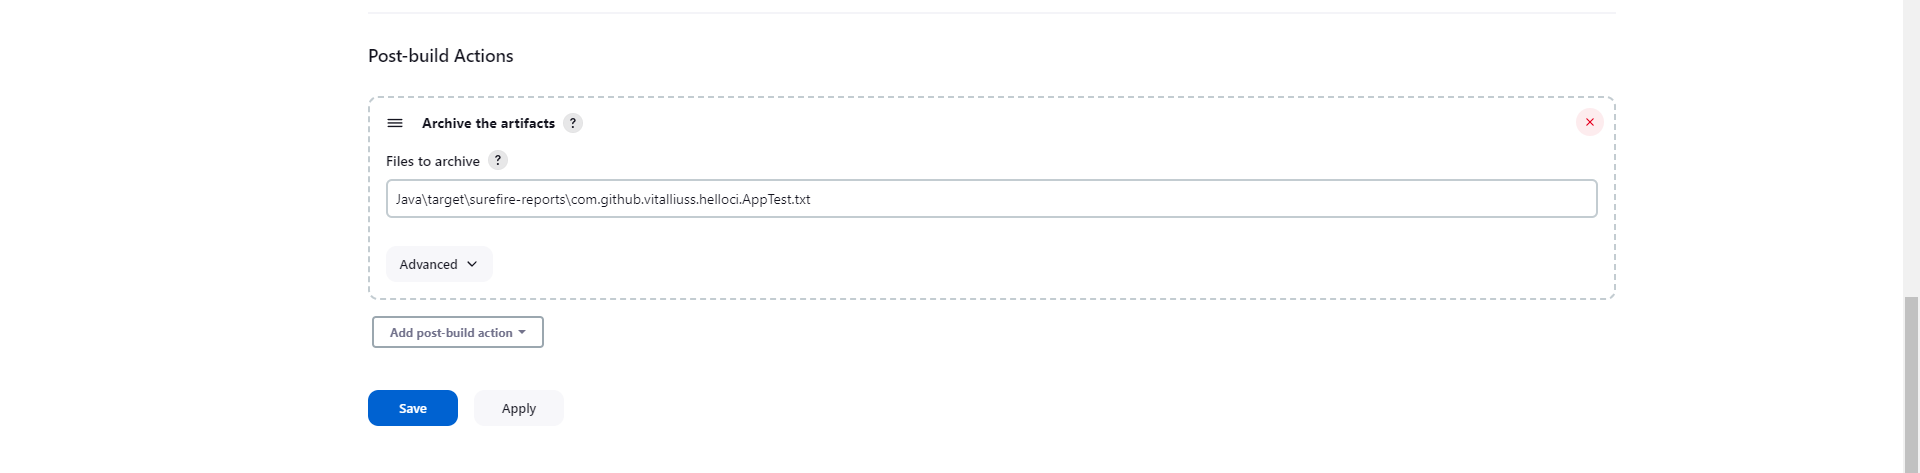 Post-build Actions
Archive the artifacts ?
Files to archive ?
Java\target\surefire-reports\com.github.vitalliuss.helloci.AppTest.txt
Advanced
Add post-build action
Save Apply